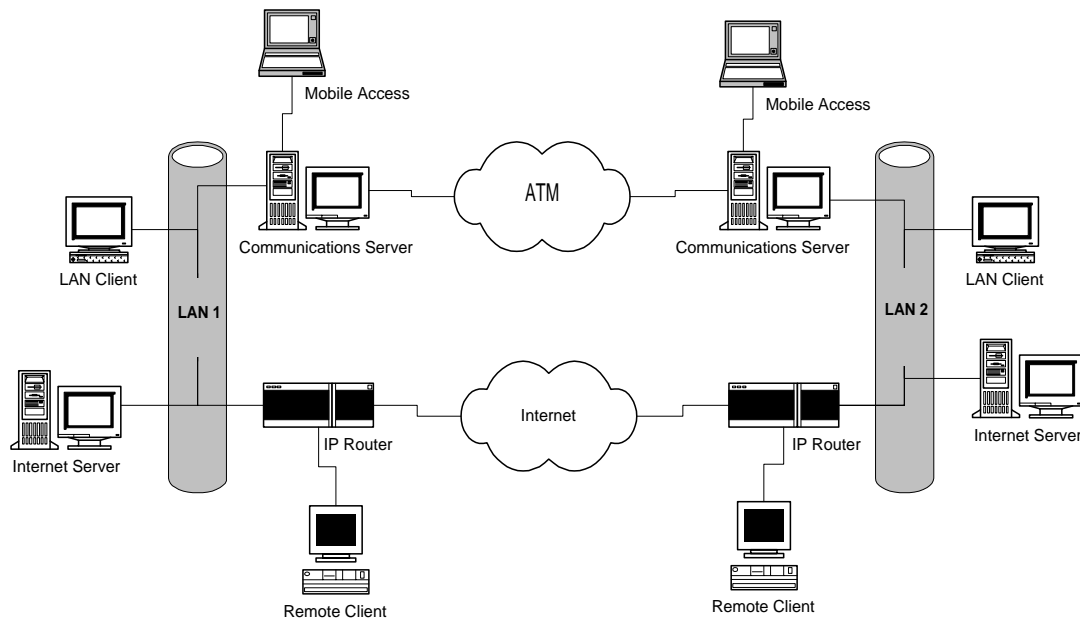 Mobile Access
Mobile Access
ATM
Communications Server
Communications Server
LAN Client
LAN Client
LAN 1
LAN 2
Internet
IP Router
IP Router
Internet Server
Internet Server
Remote Client
Remote Client